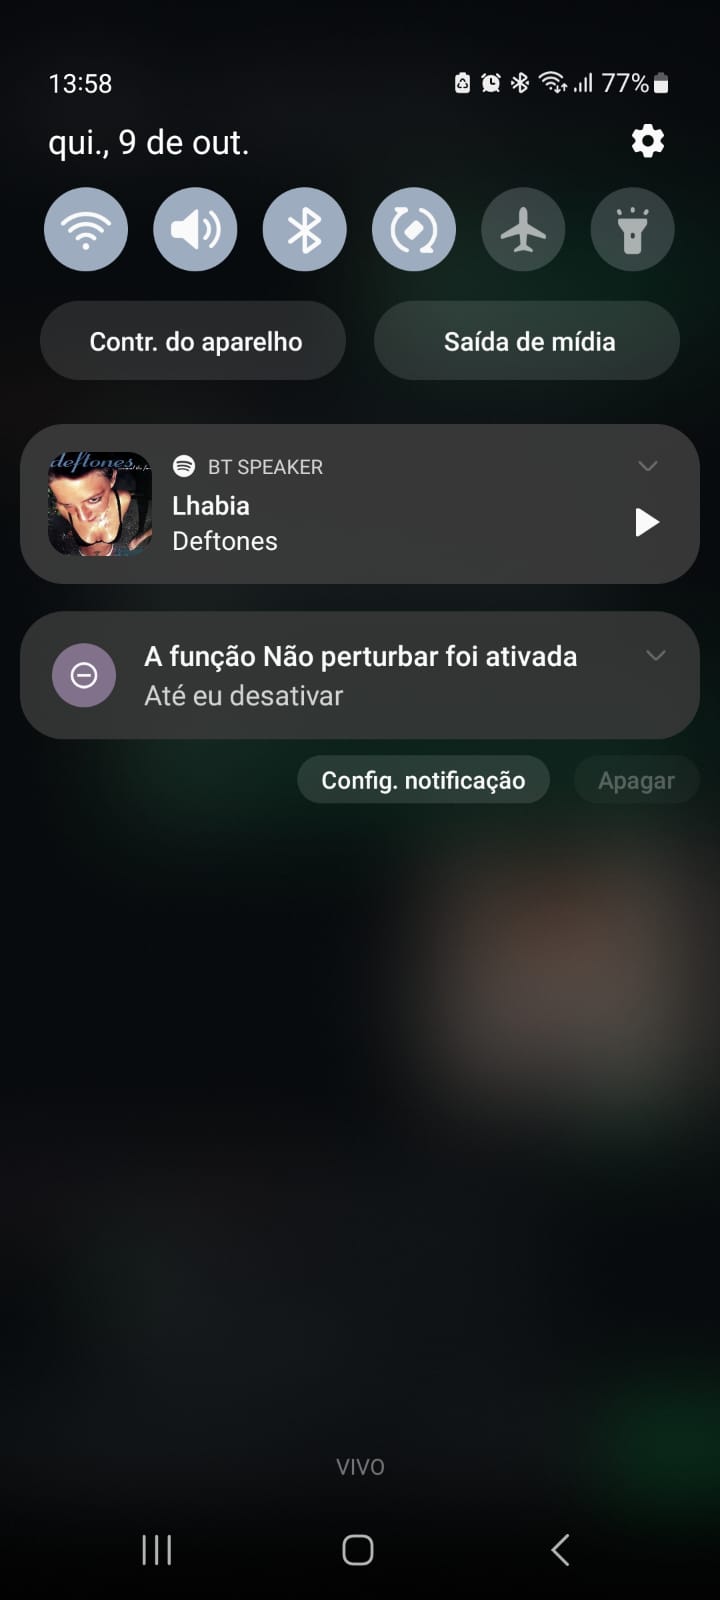 13:58
77%
qui., 9 de out.
Contr. do aparelho
Saída de mídia
deftones
BT SPEAKER
Lhabia
Deftones
A função Não perturbar foi ativada
Até eu desativar
Config. notificação
Apagar
VIVO